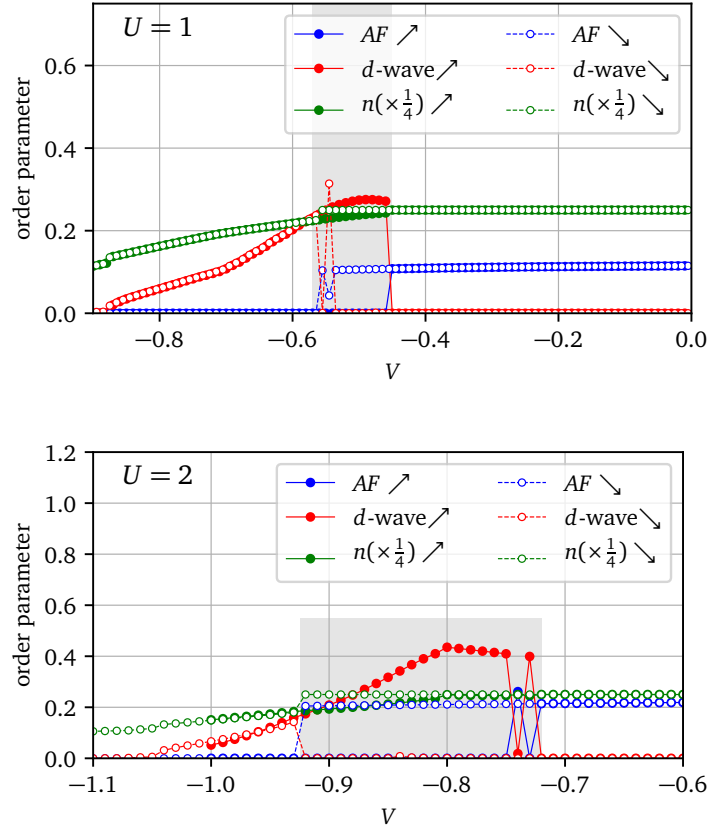 U = 1
AF ↗ AF ↘
d-wave ↗ d-wave ↘
n(×1/4) ↗ n(×1/4) ↘
order parameter
0.6
0.4
0.2
0.0
−0.8 −0.6 −0.4 −0.2 0.0
V
U = 2
AF ↗ AF ↘
d-wave ↗ d-wave ↘
n(×1/4) ↗ n(×1/4) ↘
order parameter
1.2
1.0
0.8
0.6
0.4
0.2
0.0
−1.1 −1.0 −0.9 −0.8 −0.7 −0.6
V